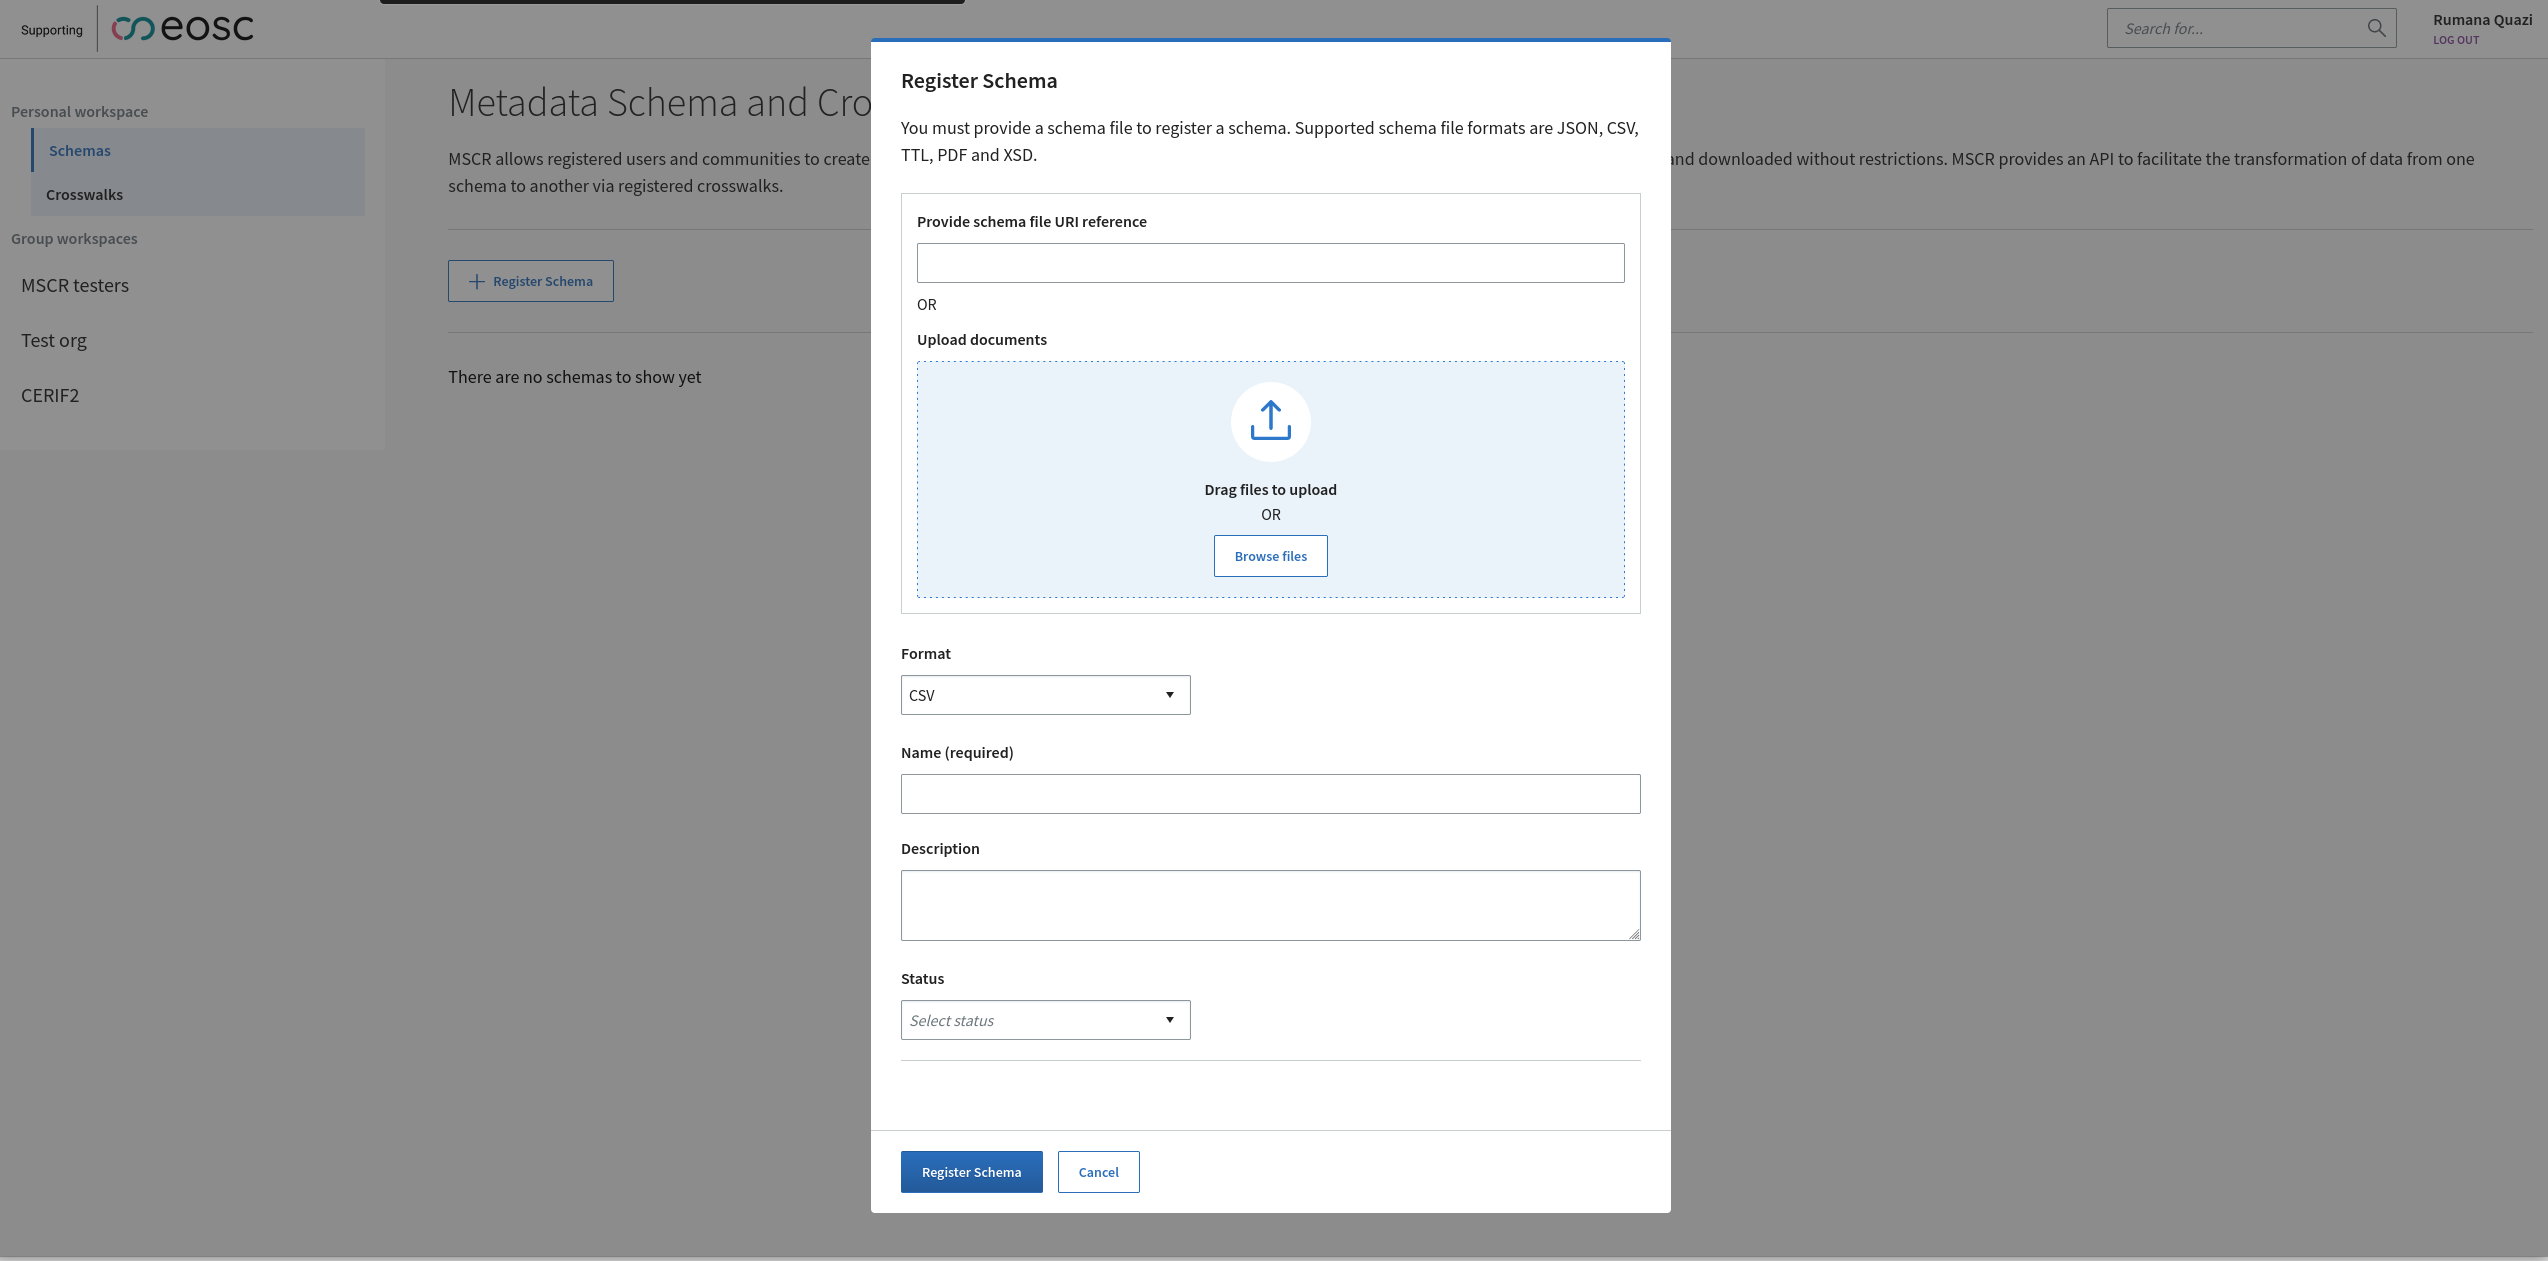 Supporting
eosc
Search for...
Rumana Quazi
LOG OUT
Personal workspace
Schemas
Crosswalks
Group workspaces
MSCR testers
Test org
CERIF2
Metadata Schema and Cro
MSCR allows registered users and communities to create
nd downloaded without restrictions. MSCR provides an API to facilitate the transformation of data from one
schema to another via registered crosswalks.
Register Schema
There are no schemas to show yet
Register Schema
You must provide a schema file to register a schema. Supported schema file formats are JSON, CSV,
TTL, PDF and XSD.
Provide schema file URI reference
OR
Upload documents
Drag files to upload
OR
Browse files
Format
CSV
Name (required)
Description
Status
Select status
Register Schema
Cancel